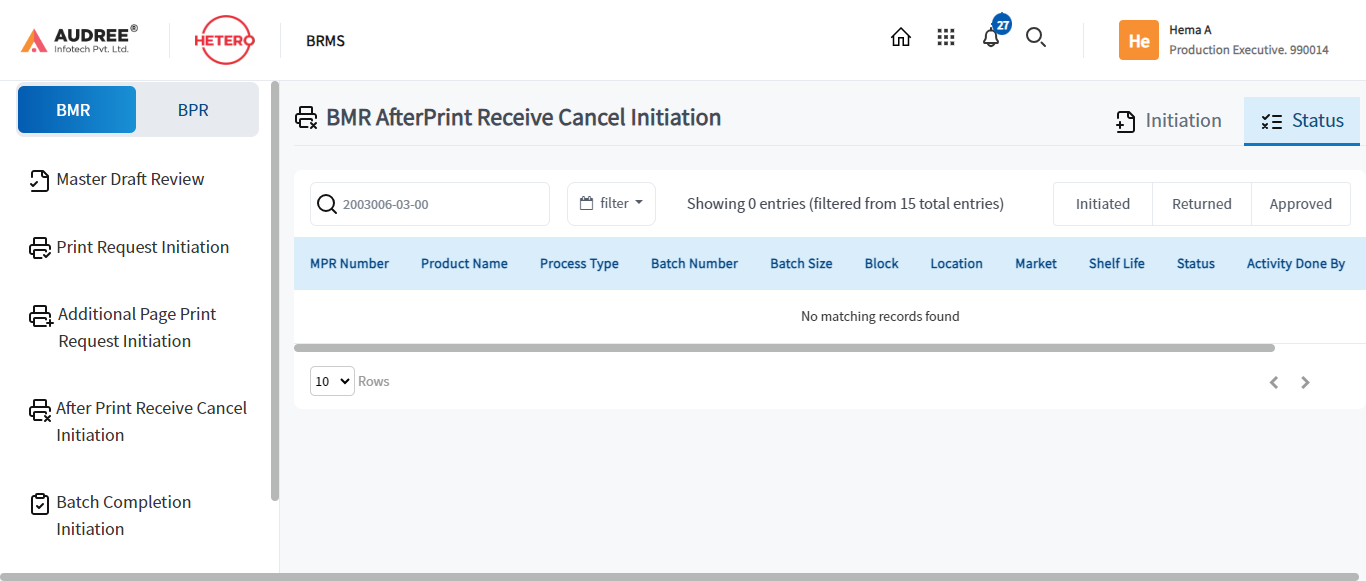 AUDREE®
Infotech Pvt. Ltd.
HETERO
BRMS
27
He
Hema A
Production Executive. 990014
BMR
BPR
Master Draft Review
Print Request Initiation
Additional Page Print
Request Initiation
After Print Receive Cancel
Initiation
Batch Completion
Initiation
BMR AfterPrint Receive Cancel Initiation
Initiation
Status
2003006-03-00
filter
Showing 0 entries (filtered from 15 total entries)
Initiated
Returned
Approved
MPR Number Product Name Process Type Batch Number Batch Size Block Location Market Shelf Life Status Activity Done By
No matching records found
10 Rows